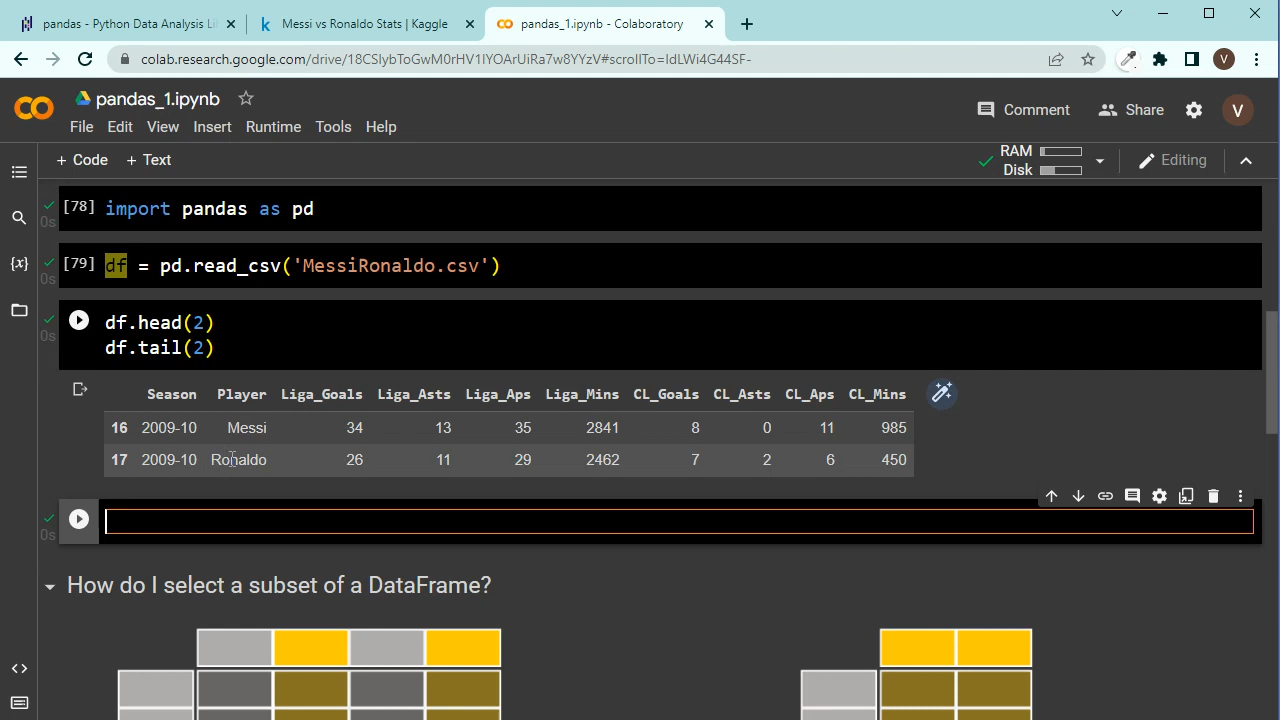 pandas - Python Data Analysis Li
Messi vs Ronaldo Stats | Kaggle
pandas_1.ipynb - Colaboratory
colab.research.google.com/drive/18CSlybToGwM0rHV1IYOArUiRa7w8YYzV#scrollTo=IdLWi4G44SF-
V
pandas_1.ipynb
Comment
Share
V
File Edit View Insert Runtime Tools Help
+ Code + Text
RAM
Disk
Editing
[78] import pandas as pd
0s
[79] df = pd.read_csv('MessiRonaldo.csv')
0s
df.head(2)
0s
df.tail(2)
Season Player Liga_Goals Liga_Asts Liga_Aps Liga_Mins CL_Goals CL_Asts CL_Aps CL_Mins
16 2009-10 Messi 34 13 35 2841 8 0 11 985
17 2009-10 Ronaldo 26 11 29 2462 7 2 6 450
0s
How do I select a subset of a DataFrame?